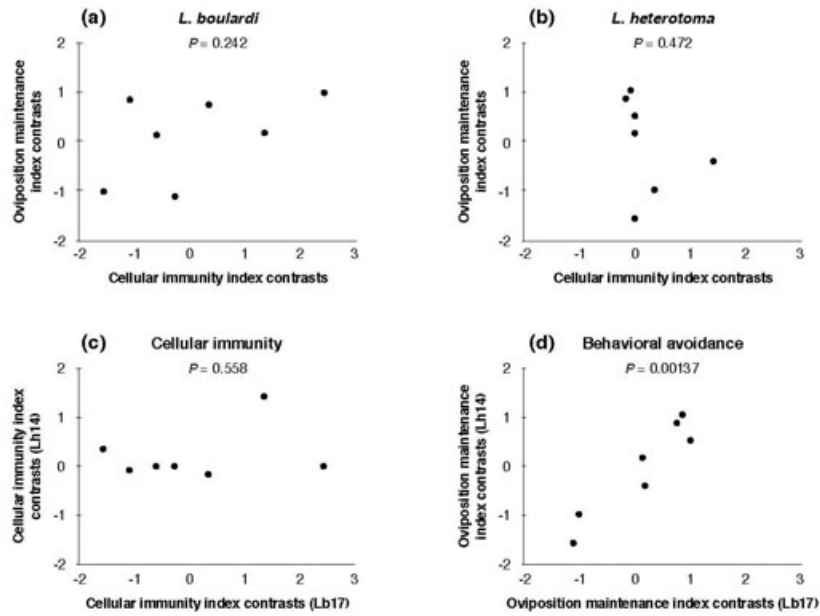 (a)
L. boulardi
P = 0.242
Oviposition maintenance
index contrasts
2
1
0
-1
-2
-2 -1 0 1 2 3
Cellular immunity index contrasts
(b)
L. heterotoma
P = 0.472
Oviposition maintenance
index contrasts
2
1
0
-1
-2
-2 -1 0 1 2 3
Cellular immunity index contrasts
(c)
Cellular immunity
P = 0.558
Cellular immunity index
contrasts (Lh14)
2
1
0
-1
-2
-2 -1 0 1 2 3
Cellular immunity index contrasts (Lb17)
(d)
Behavioral avoidance
P = 0.00137
Oviposition maintenance
index contrasts (Lh14)
2
1
0
-1
-2
-2 -1 0 1 2 3
Oviposition maintenance index contrasts (Lb17)